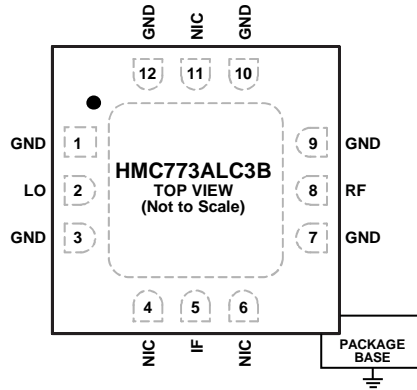 GND NIC GND
12 11 10
GND 1
LO 2
GND 3
HMC773ALC3B
TOP VIEW
(Not to Scale)
9 GND
8 RF
7 GND
4 5 6
NIC IF NIC
PACKAGE
BASE